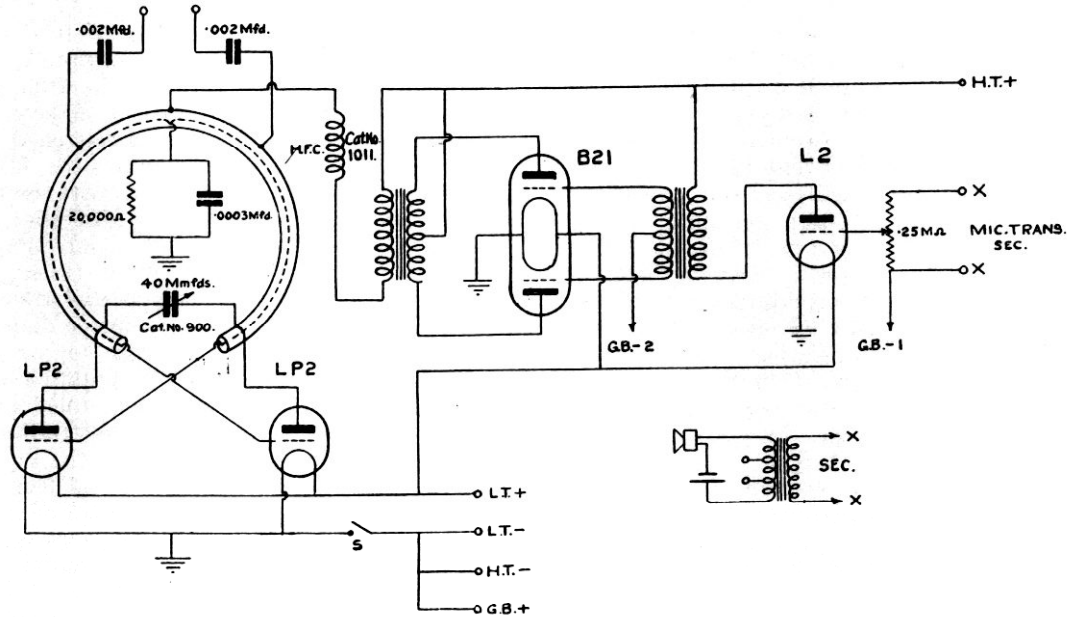 .002Mfd.
.002Mfd.
H.T.+
H.F.C.
Cat.No.
1011.
B21
L2
20,000Ω
.0003Mfd.
X
.25MΩ
MIC.TRANS.
SEC.
X
40 Mmfds.
Cat.No.900.
G.B.-2
G.B.-1
LP2
LP2
X
SEC.
X
L.T.+
S
L.T.-
H.T.-
G.B.+